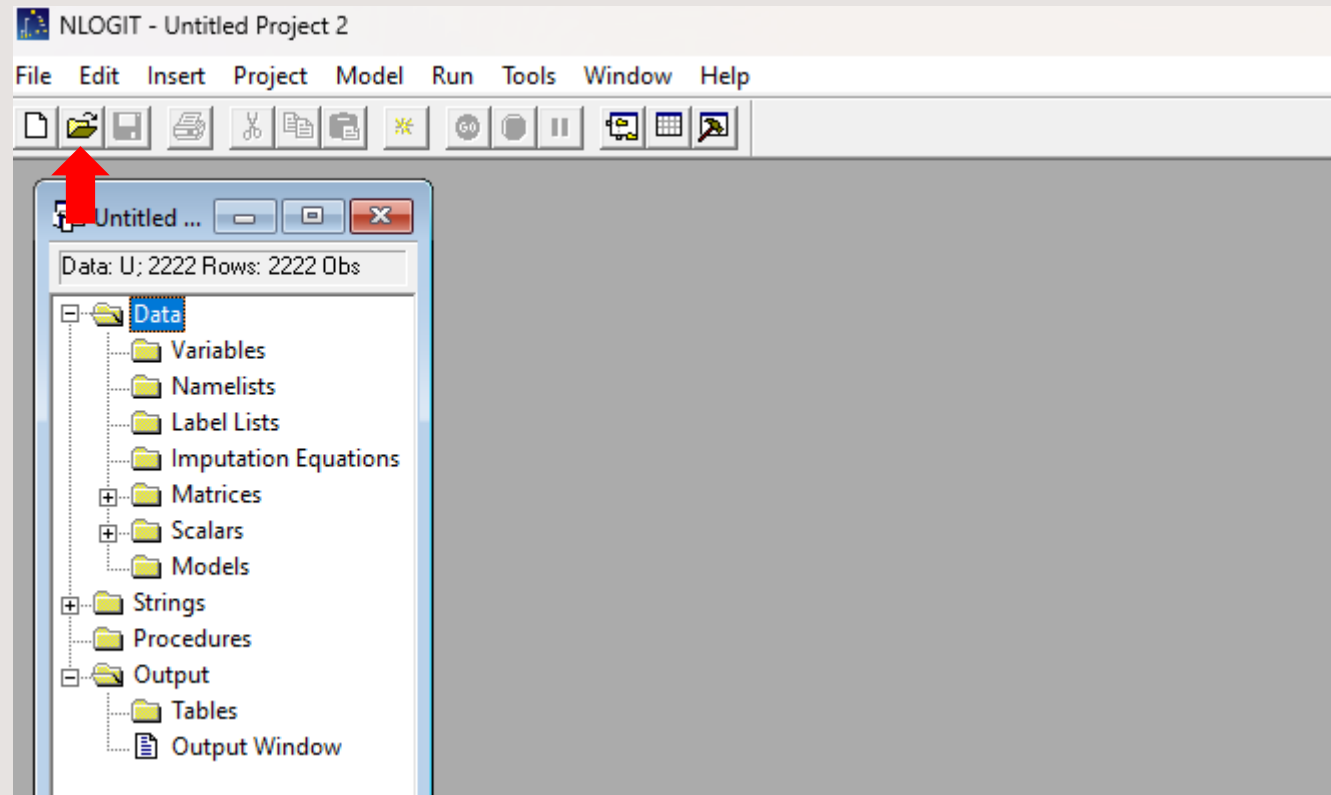 NLOGIT - Untitled Project 2
File Edit Insert Project Model Run Tools Window Help
GO
Untitled ...
Data: U; 2222 Rows: 2222 Obs
Data
Variables
Namelists
Label Lists
Imputation Equations
Matrices
Scalars
Models
Strings
Procedures
Output
Tables
Output Window